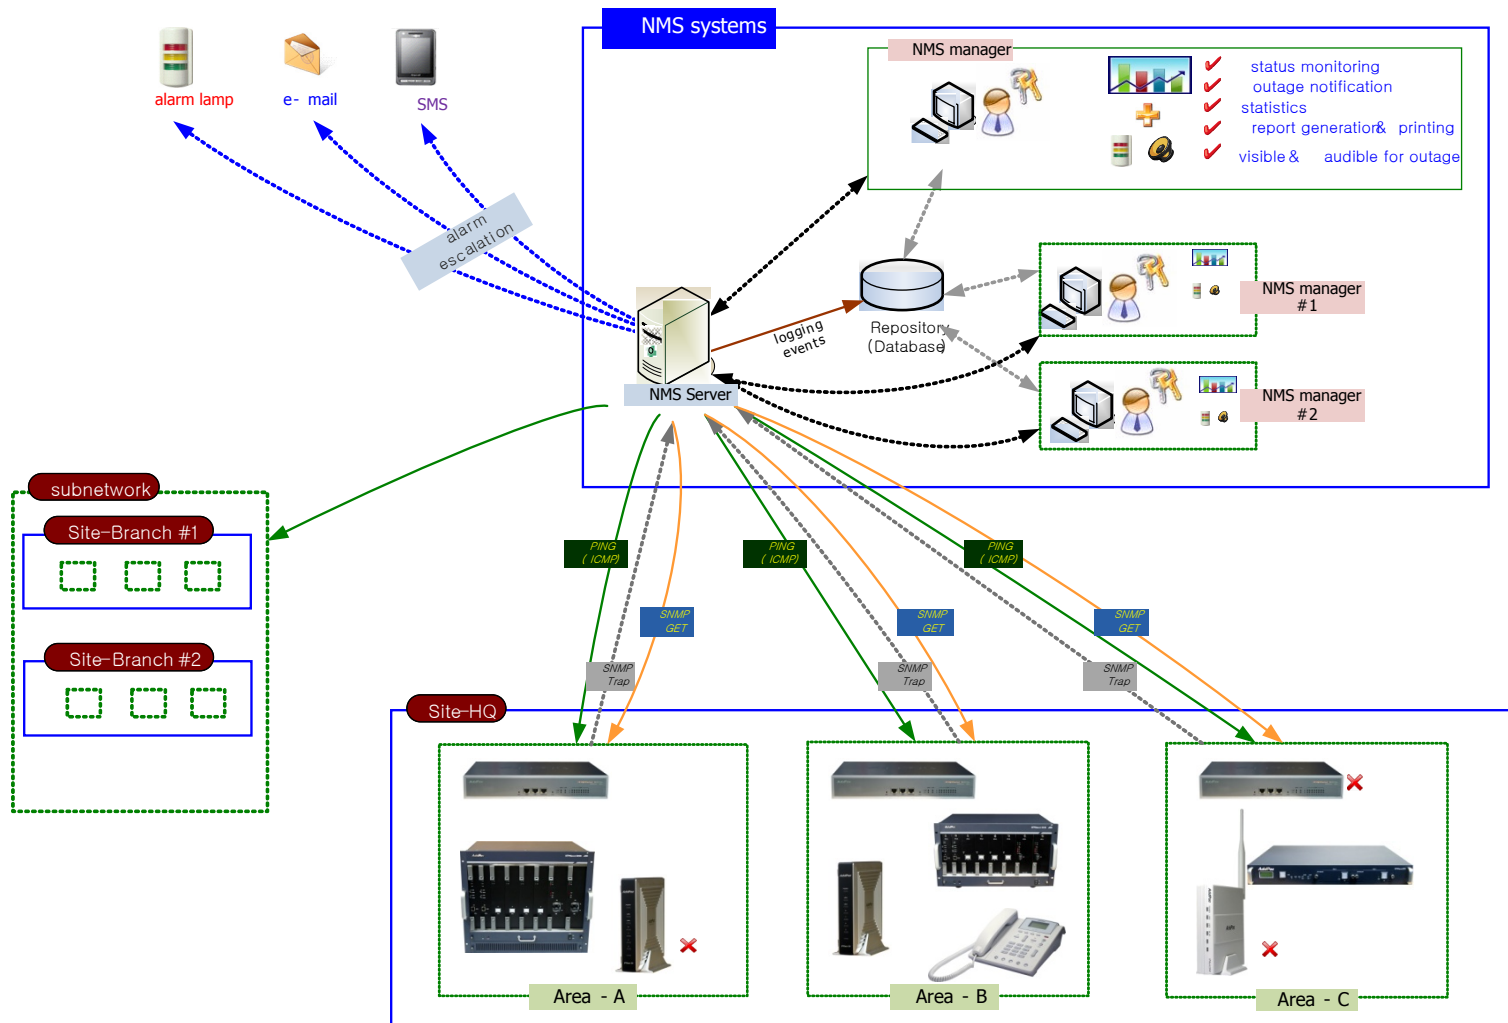 NMS systems
NMS manager
status monitoring
outage notification
statistics
report generation& printing
visible & audible for outage
alarm lamp
e- mail
SMS
alarm
escalation
NMS manager
#1
Repository
(Database)
logging
events
NMS Server
NMS manager
#2
subnetwork
Site-Branch #1
Site-Branch #2
PING
( ICMP)
PING
( ICMP)
PING
( ICMP)
SNMP
GET
SNMP
GET
SNMP
GET
SNMP
Trap
SNMP
Trap
SNMP
Trap
Site-HQ
Area - A
Area - B
Area - C